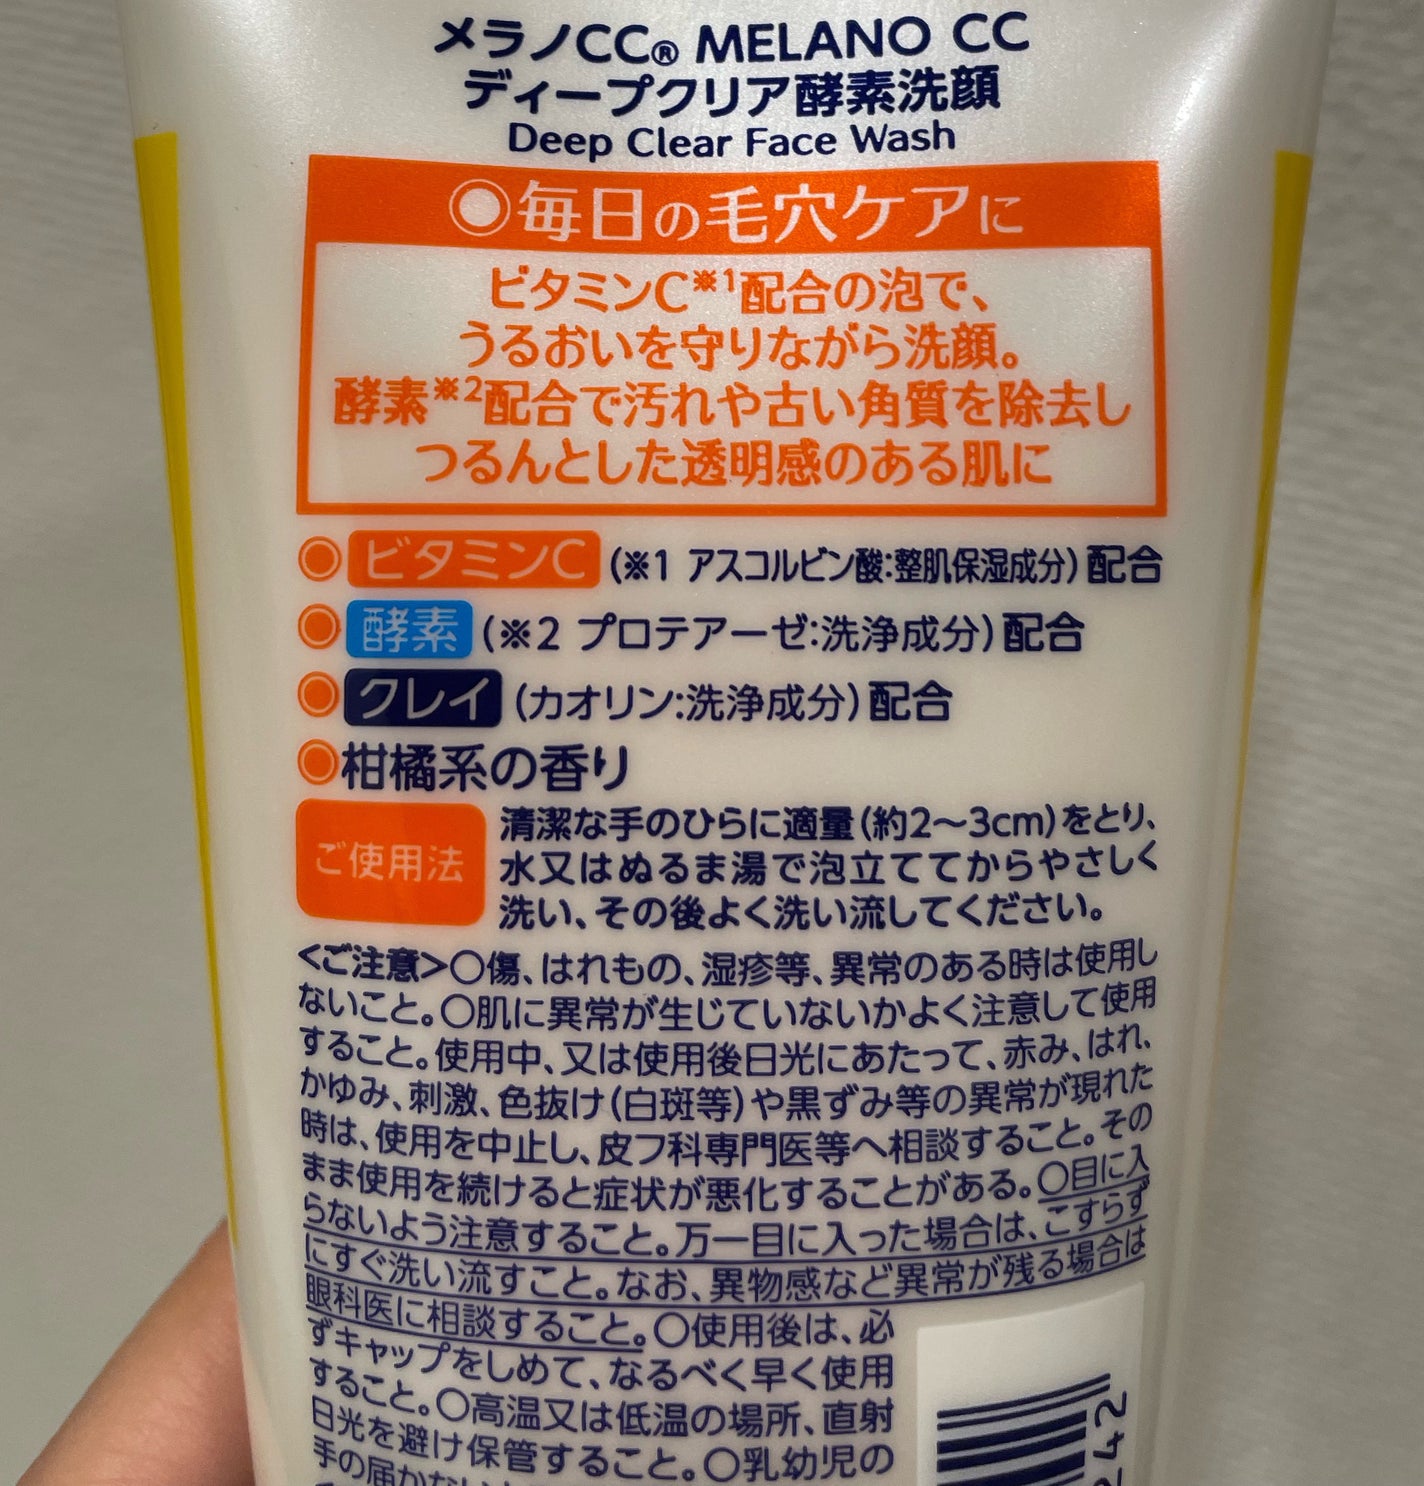 メラノCC® MELANO CC
ディープクリア酵素洗顔
Deep Clear Face Wash
◉毎日の毛穴ケアに
ビタミンC※1配合の泡で、
うるおいを守りながら洗顔。
酵素※2配合で汚れや古い角質を除去し
つるんとした透明感のある肌に
◉ビタミンC (※1 アスコルビン酸:整肌保湿成分) 配合
◉酵素 (※2 プロテアーゼ:洗浄成分) 配合
◉クレイ (カオリン:洗浄成分) 配合
◉柑橘系の香り
ご使用法
清潔な手のひらに適量(約2〜3cm)をとり、
水又はぬるま湯で泡立ててからやさしく
洗い、その後よく洗い流してください。
<ご注意>○傷、はれもの、湿疹等、異常のある時は使用し
ないこと。○肌に異常が生じていないかよく注意して使用
すること。使用中、又は使用後日光にあたって、赤み、はれ、
かゆみ、刺激、色抜け(白斑等)や黒ずみ等の異常が現れた
時は、使用を中止し、皮フ科専門医等へ相談すること。その
まま使用を続けると症状が悪化することがある。○目に入
らないよう注意すること。万一目に入った場合は、こすらず
にすぐ洗い流すこと。なお、異物感など異常が残る場合は
眼科医に相談すること。○使用後は、必
ずキャップをしめて、なるべく早く使用
すること。○高温又は低温の場所、直射
日光を避け保管すること。○乳幼児の
手の届かない